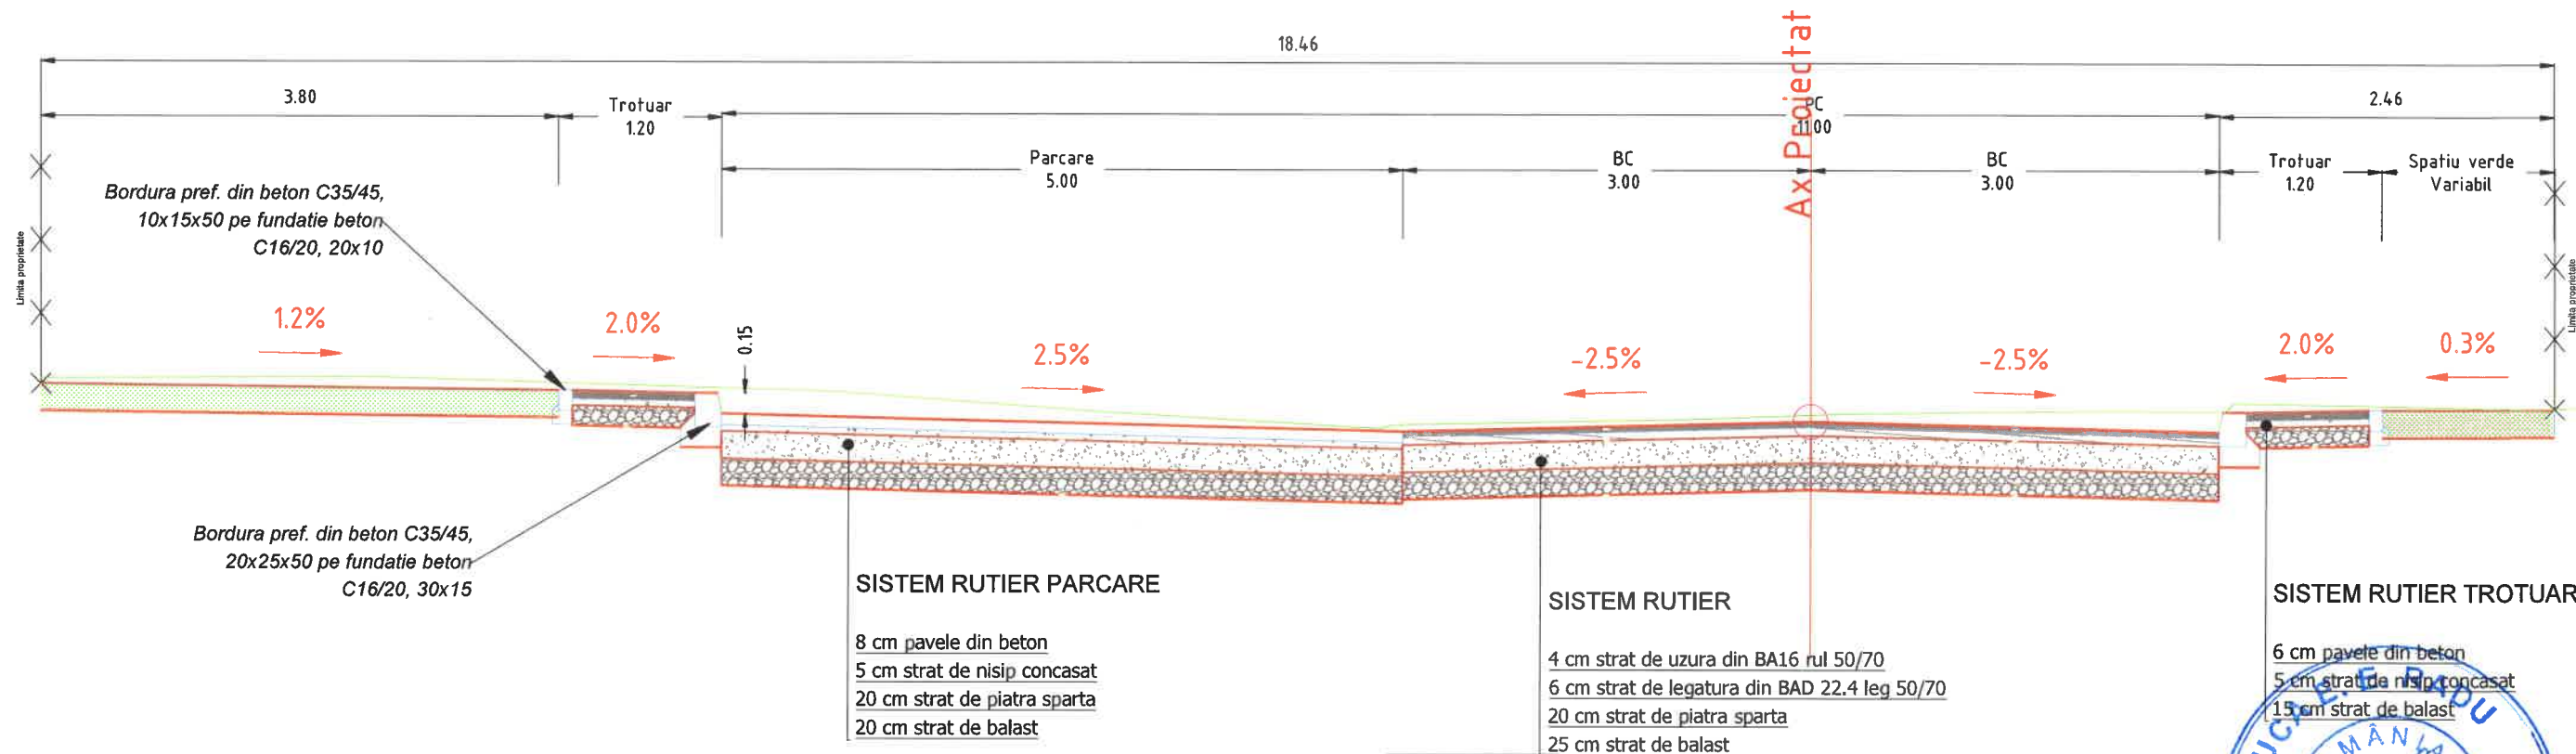 18.46
Ax Proiectat
3.80
Trotuar
1.20
PC
11.00
2.46
Parcare
5.00
BC
3.00
BC
3.00
Trotuar
1.20
Spatiu verde
Variabil
Limita proprietate
Limita proprietate
Bordura pref. din beton C35/45,
10x15x50 pe fundatie beton
C16/20, 20x10
1.2%
2.0%
0.15
2.5%
-2.5%
-2.5%
2.0%
0.3%
Bordura pref. din beton C35/45,
20x25x50 pe fundatie beton
C16/20, 30x15
SISTEM RUTIER PARCARE
8 cm pavele din beton
5 cm strat de nisip concasat
20 cm strat de piatra sparta
20 cm strat de balast
SISTEM RUTIER
4 cm strat de uzura din BA16 rul 50/70
6 cm strat de legatura din BAD 22.4 leg 50/70
20 cm strat de piatra sparta
25 cm strat de balast
SISTEM RUTIER TROTUAR
6 cm pavele din beton
5 cm strat de nisip concasat
15 cm strat de balast
E. RADU